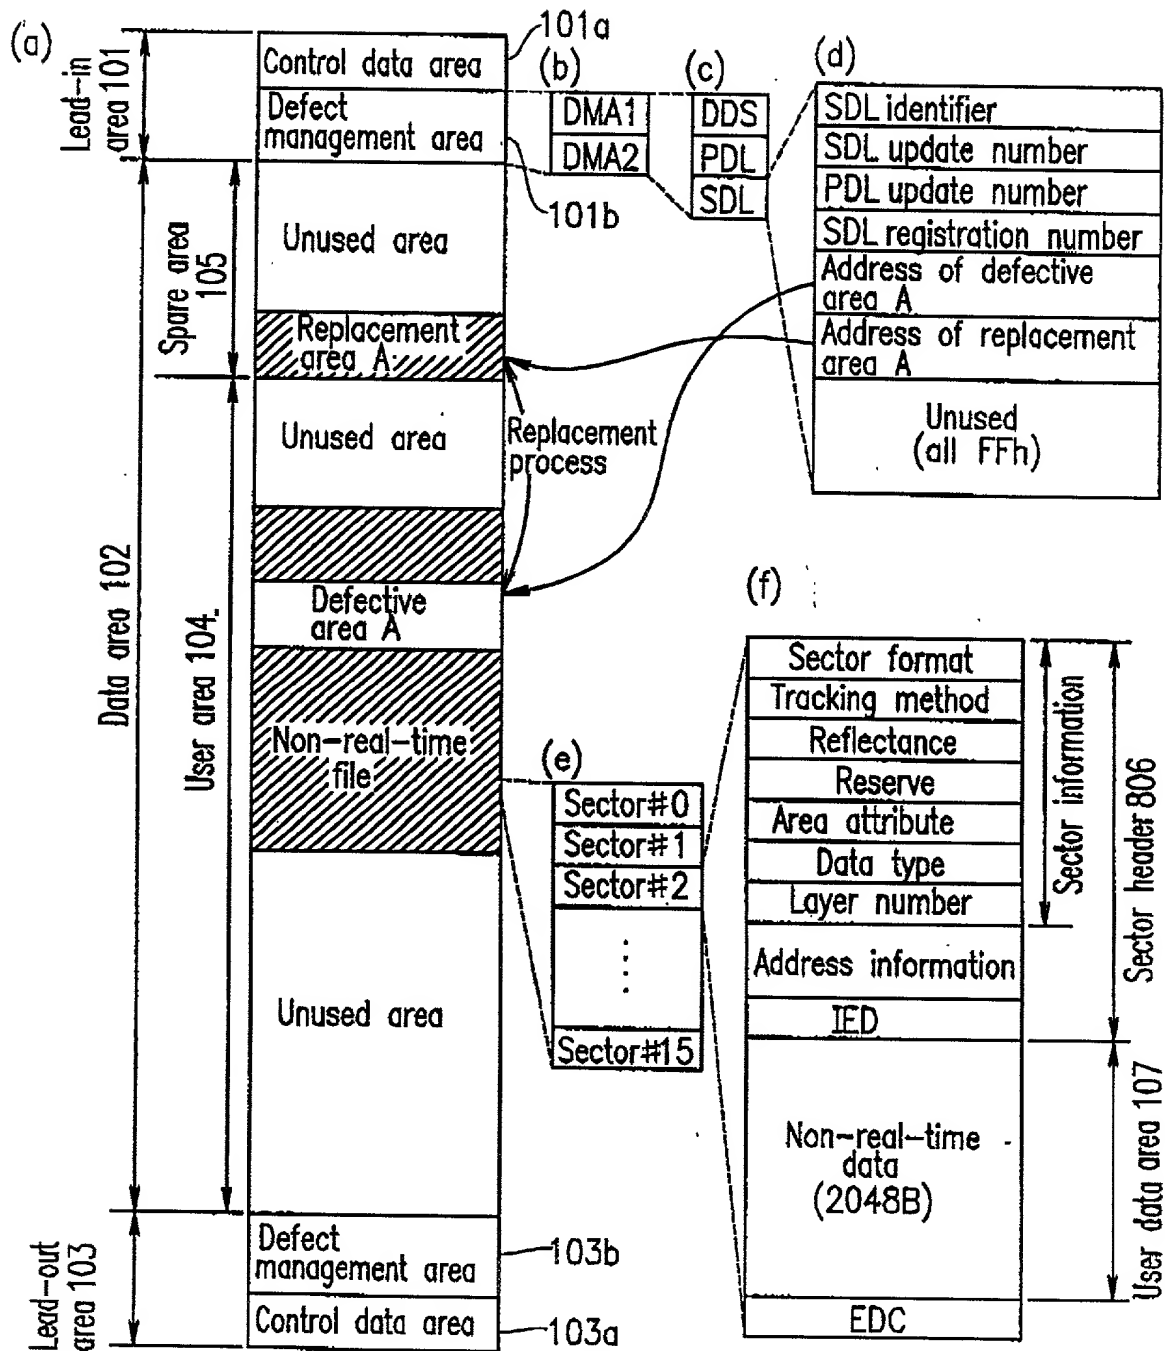 (a)
Lead-in
area 101
Control data area
Defect
management area
101a
101b
(b)
DMA1
DMA2
(c)
DDS
PDL
SDL
(d)
SDL identifier
SDL update number
PDL update number
SDL registration number
Address of defective
area A
Address of replacement
area A
Unused
(all FFh)
Data area 102
Spare area
105
Unused area
Replacement
area A
User area 104
Unused area
Replacement
process
Defective
area A
Non-real-time
file
Unused area
(e)
Sector#0
Sector#1
Sector#2
Sector#15
(f)
Sector format
Tracking method
Reflectance
Reserve
Area attribute
Data type
Layer number
Address information
IED
Non-real-time
data
(2048B)
EDC
Sector information
Sector header 806
User data area 107
Lead-out
area 103
Defect
management area
Control data area
103b
103a